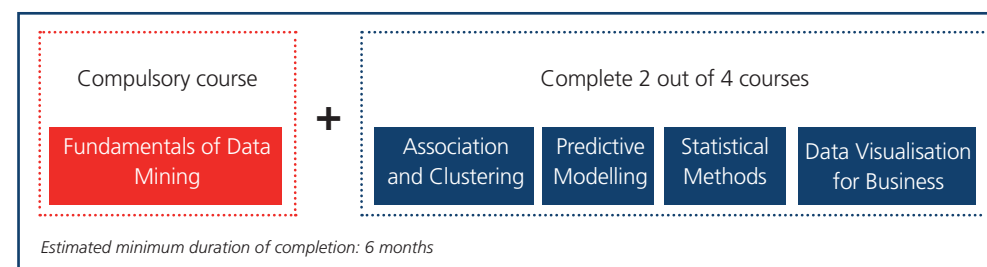 Compulsory course
Fundamentals of Data
Mining
+
Complete 2 out of 4 courses
Association
and Clustering
Predictive
Modelling
Statistical
Methods
Data Visualisation
for Business
Estimated minimum duration of completion: 6 months